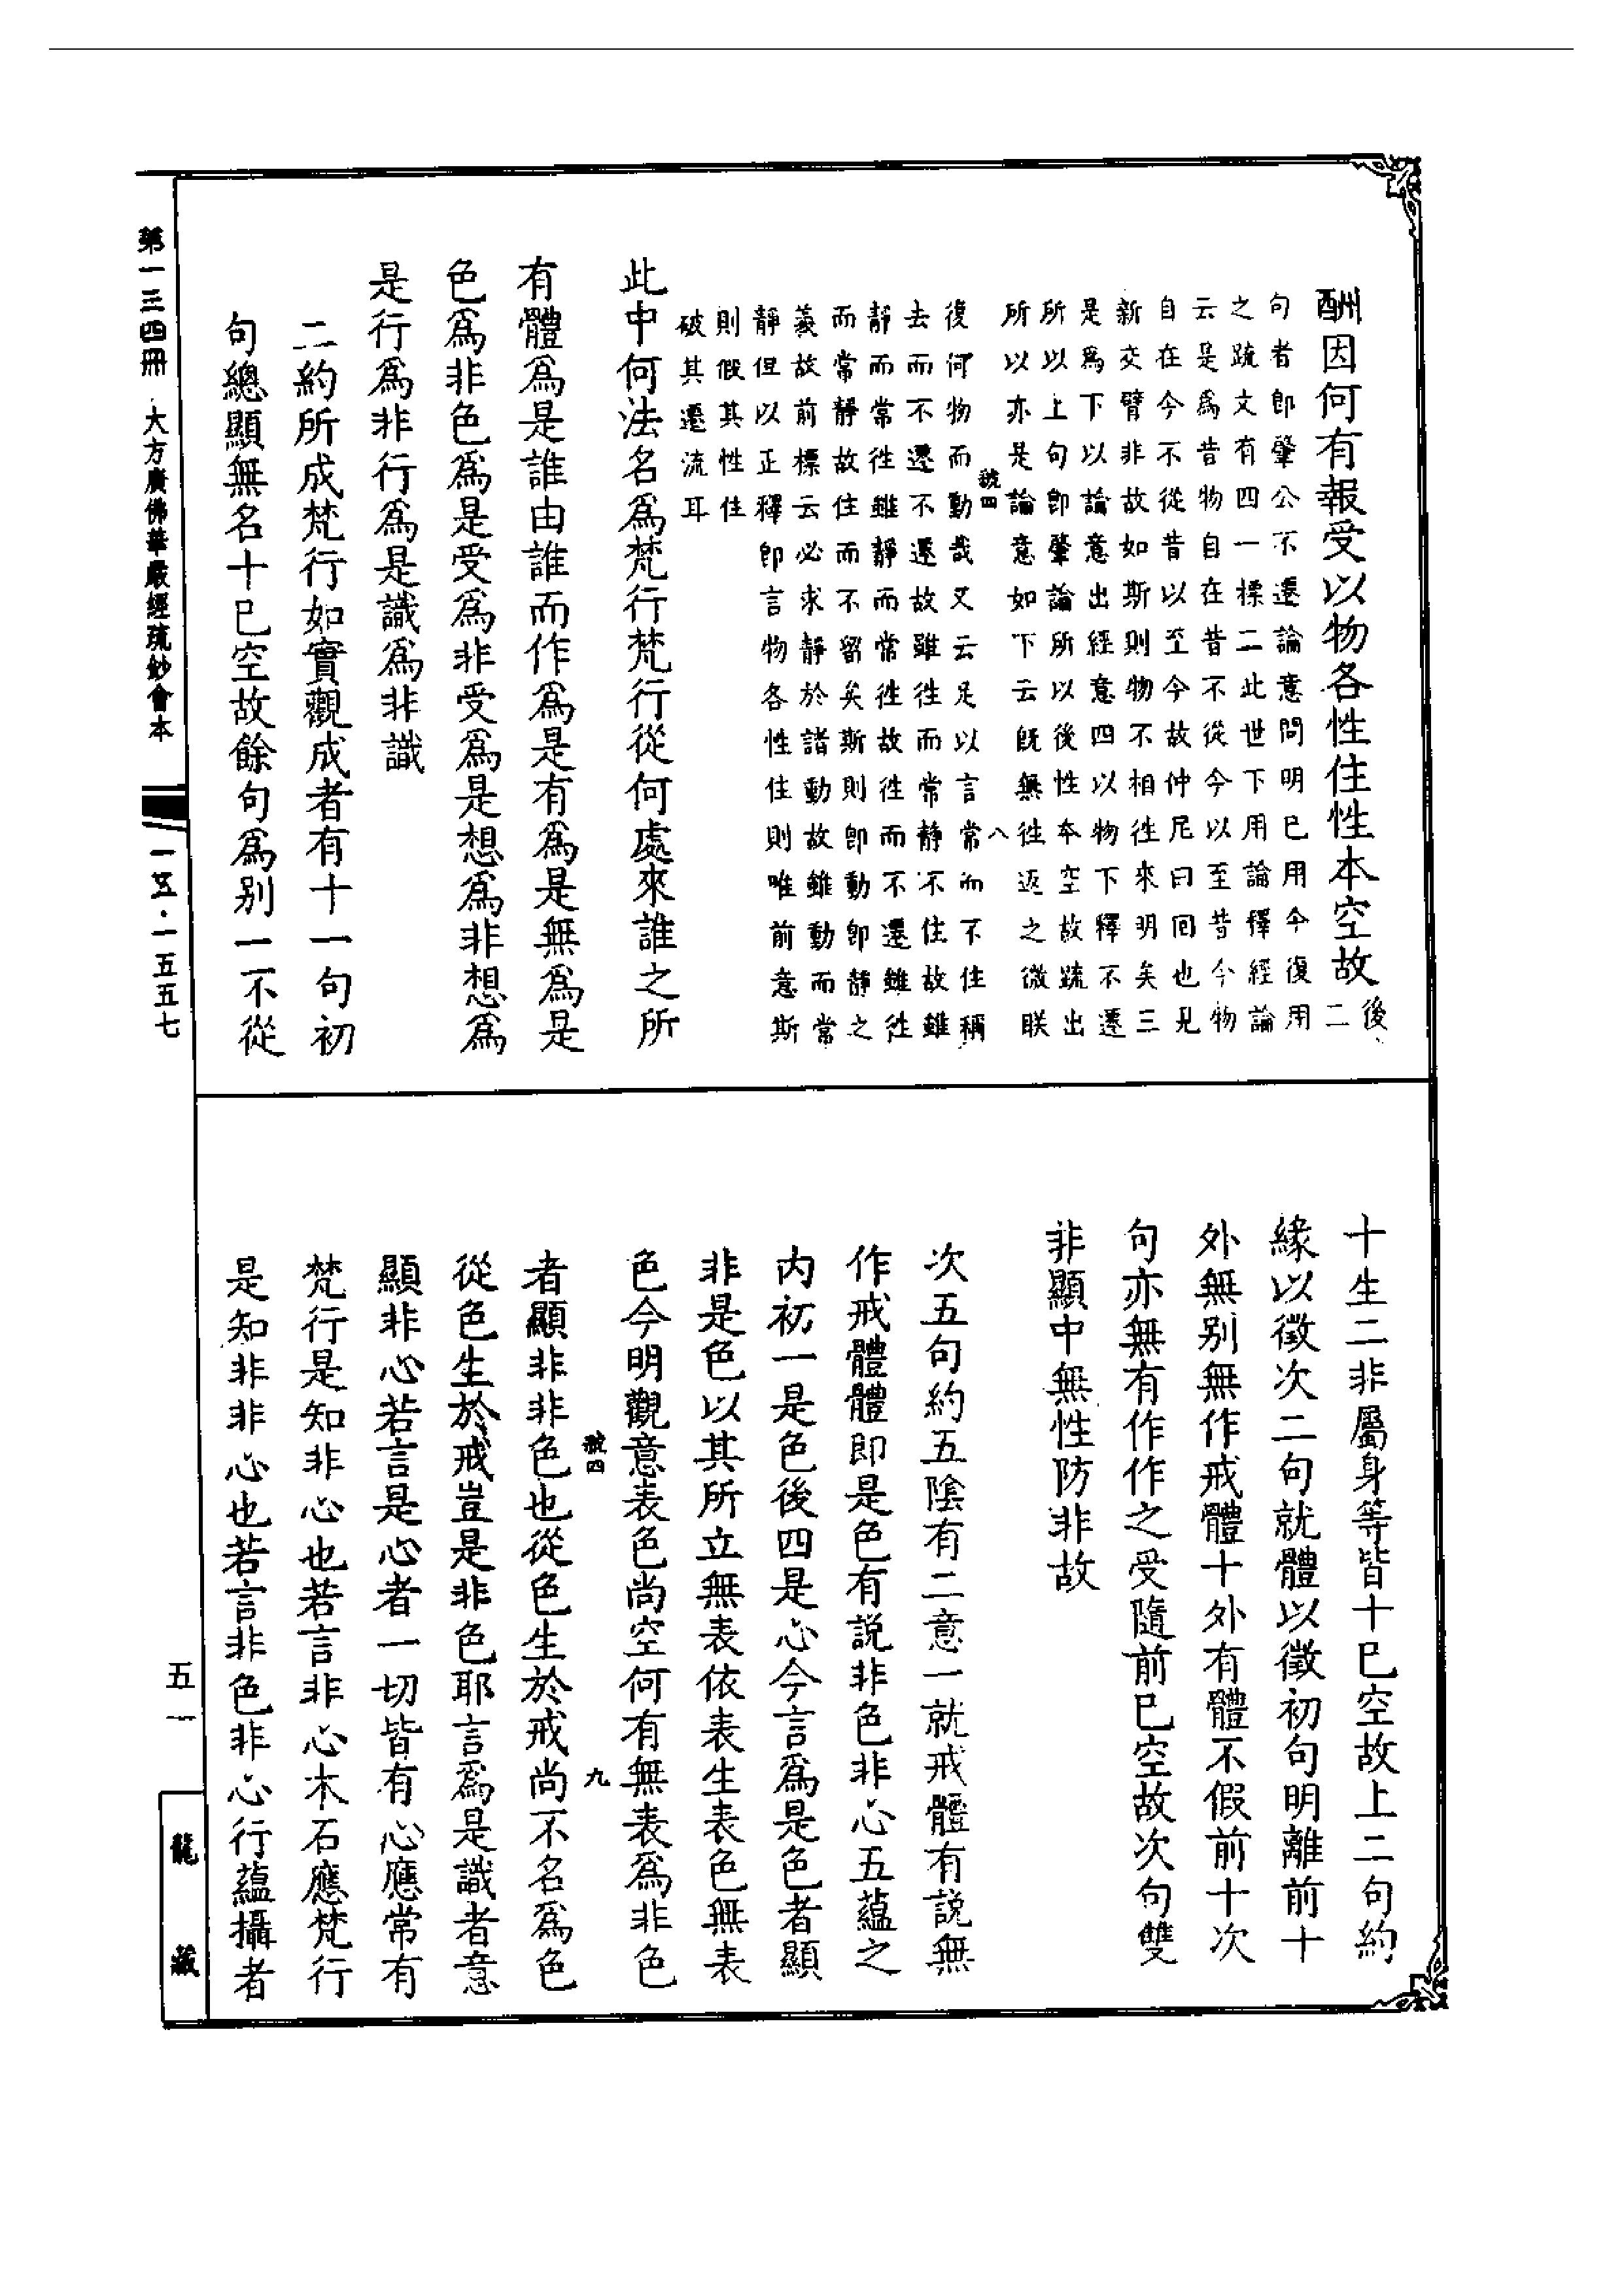 酬因何有報受以物各性住性本空故後二
句者卽肇公不遷論意問明已用今復用
之䟽文有四一標二此世下用論釋經論
云是爲昔物自在昔不從今以至昔今物
自在今不從昔以至今故仲尼曰回也見
新交臂非故如斯則物不相徃來明矣三
是爲下以論意出經意四以物下釋不遷
所以上句卽肇論所以後性夲空故䟽出
所以亦是論意如下云旣無徃返之微眹
號四 八
復何物而動哉又云是以言常而不住稱
去而不遷不遷故雖徃而常静不住故雖
靜而常徃雖靜而常徃故徃而不遷雖徃
而常靜故住而不留矣斯則卽動卽靜之
義故前標云必求靜於諸動故雖動而常
靜但以正釋卽言物各性住則唯前意斯
則假其性住
破其遷流耳
此中何法名爲梵行梵行從何處來誰之所
有體爲是誰由誰而作爲是有爲是無爲是
色爲非色爲是受爲非受爲是想爲非想爲
是行爲非行爲是識爲非識
二約所成梵行如實觀成者有十一句初
句總顯無名十已空故餘句爲别一不從
十生二非屬身等皆十已空故上二句約
緣以徵次二句就體以徵初句明離前十
外無别無作戒體十外有體不假前十次
句亦無有作作之受隨前已空故次句雙
非顯中無性防非故
次五句約五陰有二意一就戒體有説無
作戒體體即是色有説非色非心五蘊之
内初一是色後四是心今言爲是色者顯
非是色以其所立無表依表生表色無表
色今明觀意表色尚空何有無表爲非色
號四 九
者顯非非色也從色生於戒尚不名爲色
從色生於戒豈是非色耶言爲是識者意
顯非心若言是心者一切皆有心應常有
梵行是知非心也若言非心木石應梵行
是知非非心也若言非色非心行蘊攝者
第一三四冊 大方廣佛華嚴經疏鈔會本
一五·一五五七
五一
龍藏